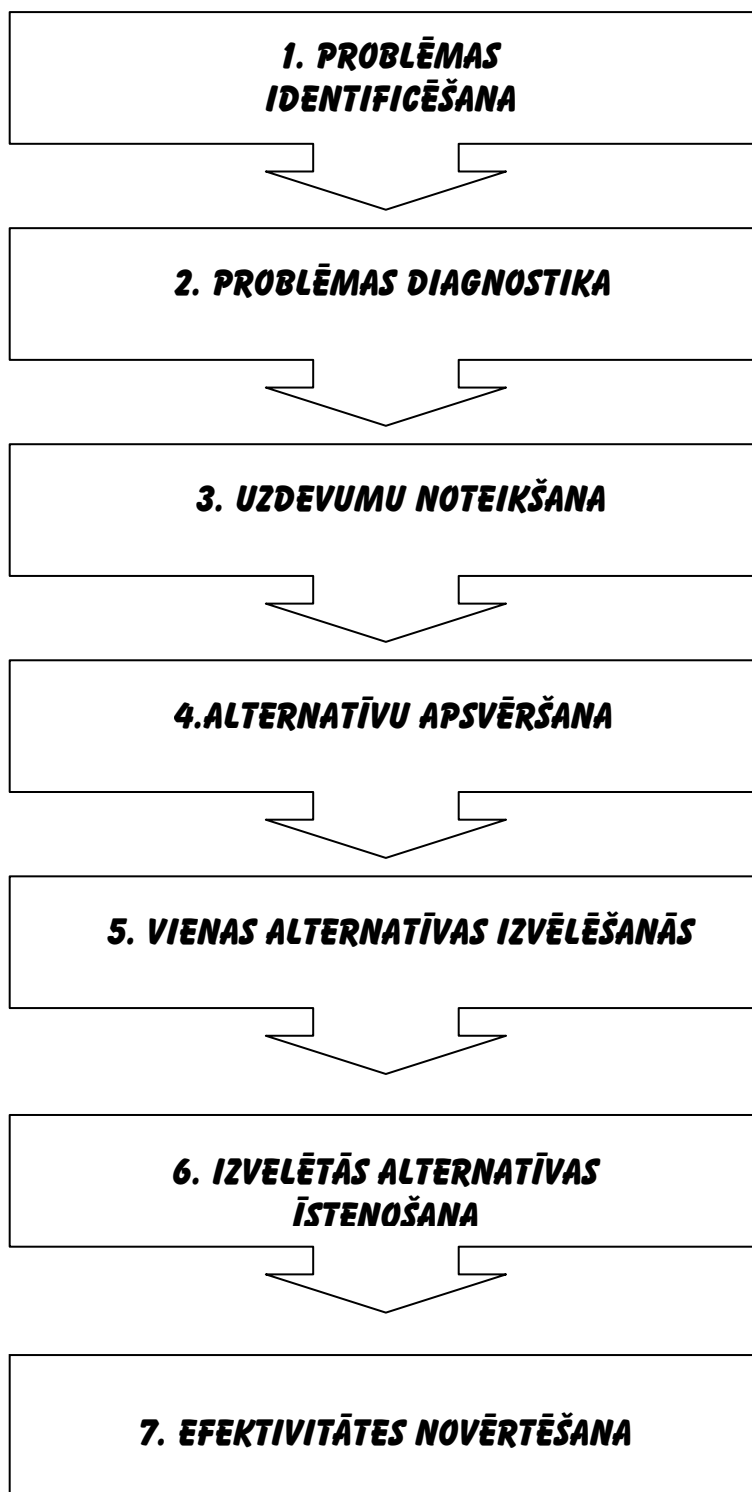 1. PROBLĒMAS
IDENTIFICĒŠANA
2. PROBLĒMAS DIAGNOSTIKA
3. UZDEVUMU NOTEIKŠANA
4.ALTERNATĪVU APSVĒRŠANA
5. VIENAS ALTERNATĪVAS IZVĒLĒŠANĀS
6. IZVELĒTĀS ALTERNATĪVAS
ĪSTENOŠANA
7. EFEKTIVITĀTES NOVĒRTĒŠANA